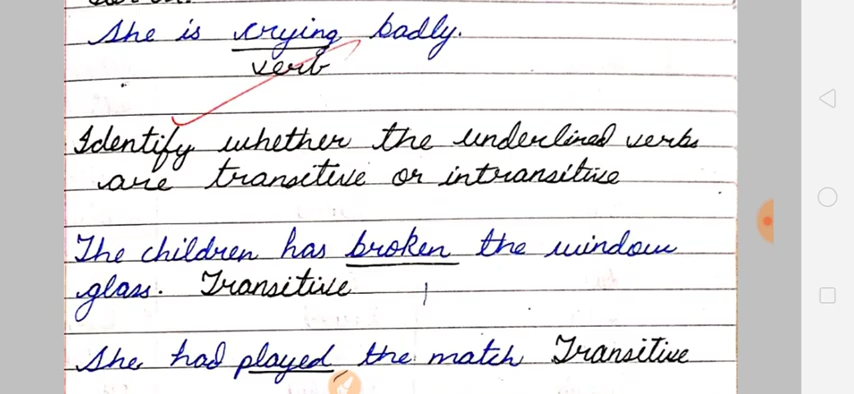 She is crying badly.
verb
Identify whether the underlined verbs
are transitive or intransitive
The children has broken the window
glass. Transitive
She had played the match Transitive